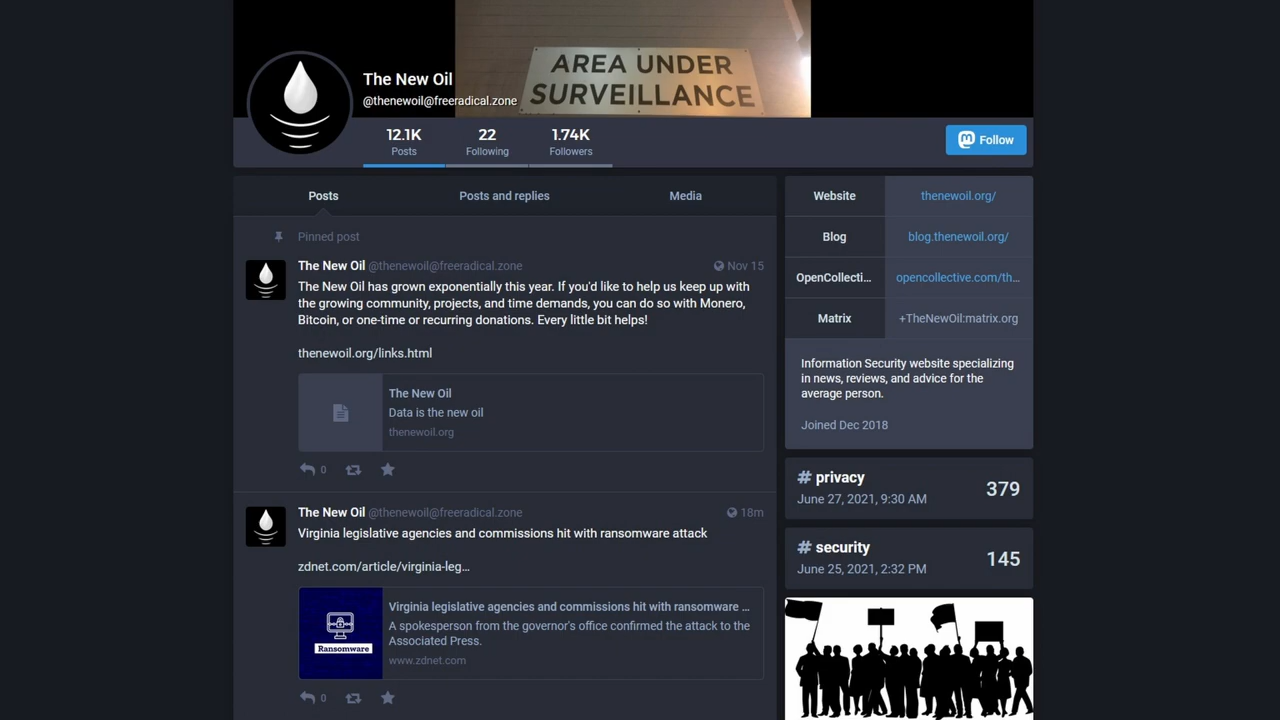 AREA UNDER
SURVEILLANCE
The New Oil
@thenewoil@freeradical.zone
12.1K
Posts
22
Following
1.74K
Followers
Follow
Posts
Posts and replies
Media
Pinned post
The New Oil @thenewoil@freeradical.zone
Nov 15
The New Oil has grown exponentially this year. If you'd like to help us keep up with
the growing community, projects, and time demands, you can do so with Monero,
Bitcoin, or one-time or recurring donations. Every little bit helps!
thenewoil.org/links.html
The New Oil
Data is the new oil
thenewoil.org
0
The New Oil @thenewoil@freeradical.zone
18m
Virginia legislative agencies and commissions hit with ransomware attack
zdnet.com/article/virginia-leg…
Ransomware
Virginia legislative agencies and commissions hit with ransomware …
A spokesperson from the governor's office confirmed the attack to the
Associated Press.
www.zdnet.com
0
Website
thenewoil.org/
Blog
blog.thenewoil.org/
OpenCollecti…
opencollective.com/th…
Matrix
+TheNewOil:matrix.org
Information Security website specializing
in news, reviews, and advice for the
average person.
Joined Dec 2018
# privacy
June 27, 2021, 9:30 AM
379
# security
June 25, 2021, 2:32 PM
145